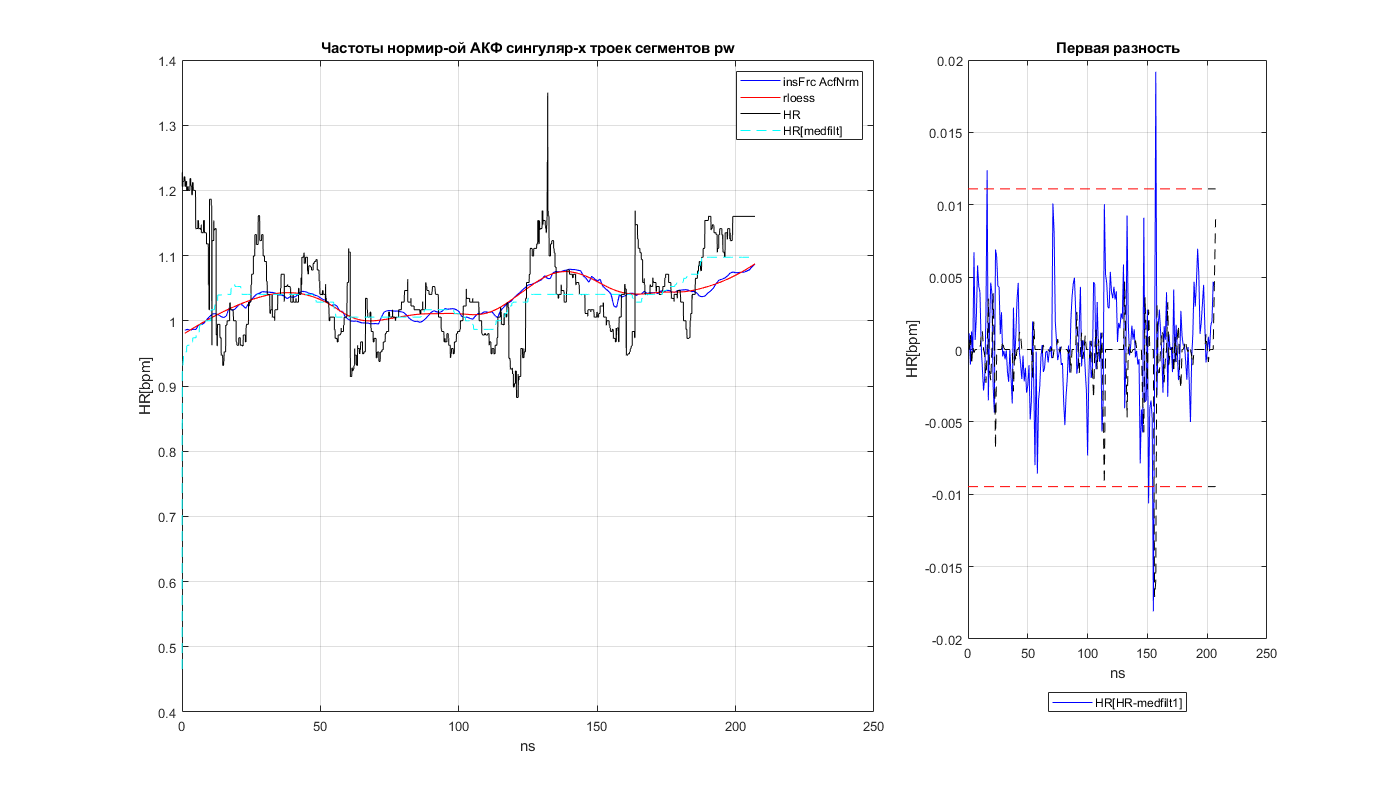 Частоты нормир-ой АКФ сингуляр-х троек сегментов pw
1.4
1.3
1.2
1.1
1
0.9
0.8
0.7
0.6
0.5
0.4
HR[bpm]
0
50
100
150
200
250
ns
insFrc AcfNrm
rloess
HR
HR[medfilt]
Первая разность
0.02
0.015
0.01
0.005
0
-0.005
-0.01
-0.015
-0.02
HR[bpm]
0
50
100
150
200
250
ns
HR[HR-medfilt1]